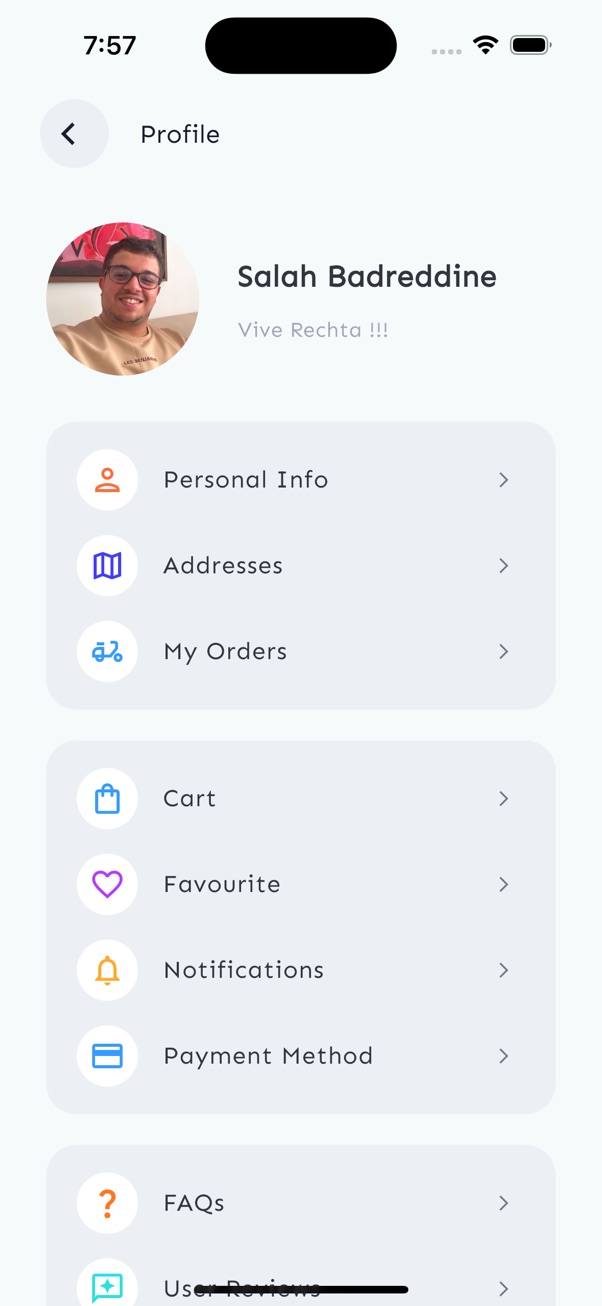 7:57
Profile
Salah Badreddine
Vive Rechta !!!
Personal Info
Addresses
My Orders
Cart
Favourite
Notifications
Payment Method
FAQs
User Reviews